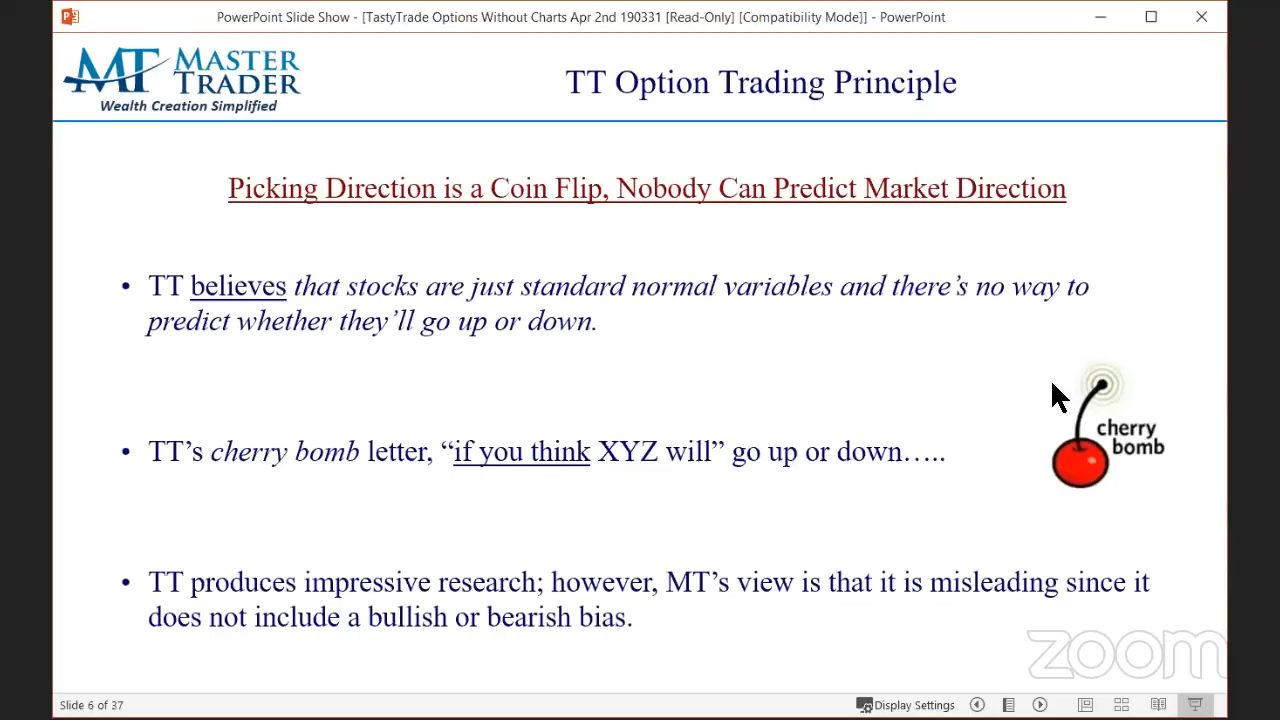 PowerPoint Slide Show - [TastyTrade Options Without Charts Apr 2nd 190331 [Read-Only] [Compatibility Mode]] - PowerPoint
MT MASTER
TRADER
Wealth Creation Simplified
TT Option Trading Principle
Picking Direction is a Coin Flip, Nobody Can Predict Market Direction
• TT believes that stocks are just standard normal variables and there's no way to
predict whether they'll go up or down.
• TT's cherry bomb letter, “if you think XYZ will” go up or down…..
cherry
bomb
• TT produces impressive research; however, MT's view is that it is misleading since it
does not include a bullish or bearish bias.
zoom
Slide 6 of 37
Display Settings